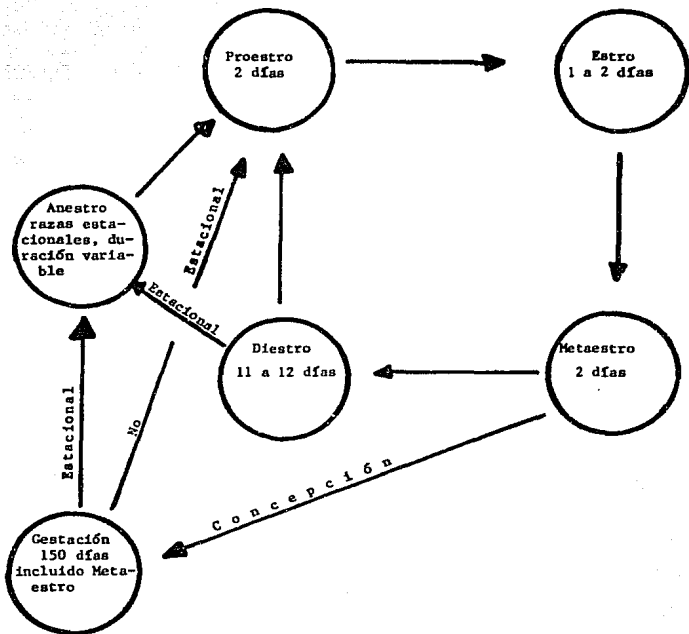 Proestro
2 días
Estro
1 a 2 días
Anestro
razas esta-
cionales, du-
ración varia-
ble
Estacional
Estacional
Diestro
11 a 12 días
Metaestro
2 días
Estacional
No
Concepción
Gestación
150 días
incluido Meta-
estro